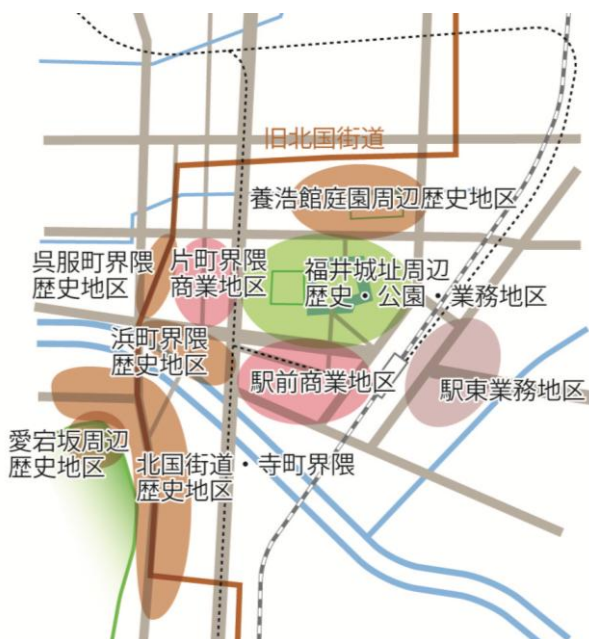 旧北国街道
養浩館庭園周辺歴史地区
呉服町界隈
歴史地区
片町界隈
商業地区
福井城址周辺
歴史・公園・業務地区
浜町界隈
歴史地区
駅前商業地区
駅東業務地区
愛宕坂周辺
歴史地区
北国街道・寺町界隈
歴史地区